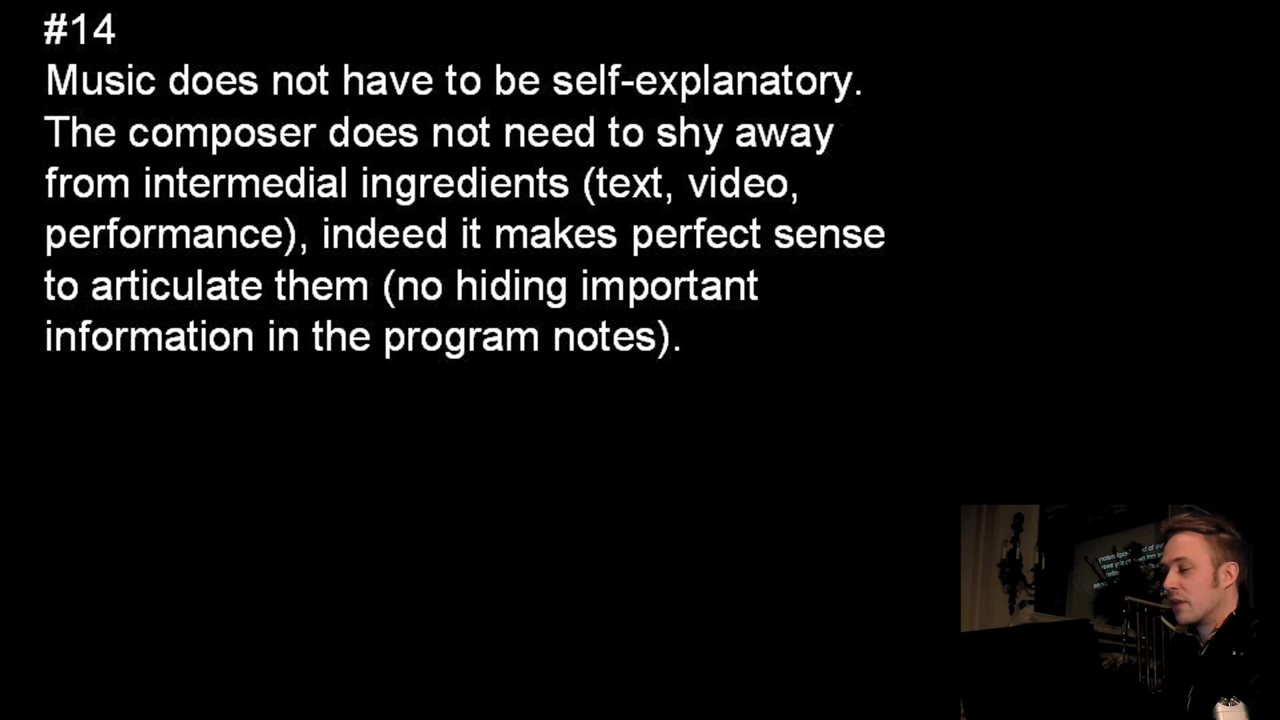 #14
Music does not have to be self-explanatory.
The composer does not need to shy away
from intermedial ingredients (text, video,
performance), indeed it makes perfect sense
to articulate them (no hiding important
information in the program notes).